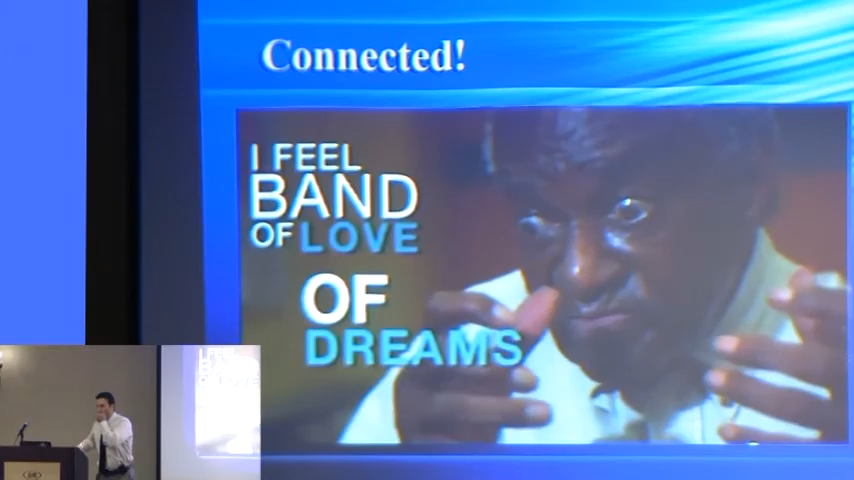 Connected!
I FEEL
BAND
OF LOVE
OF
DREAMS